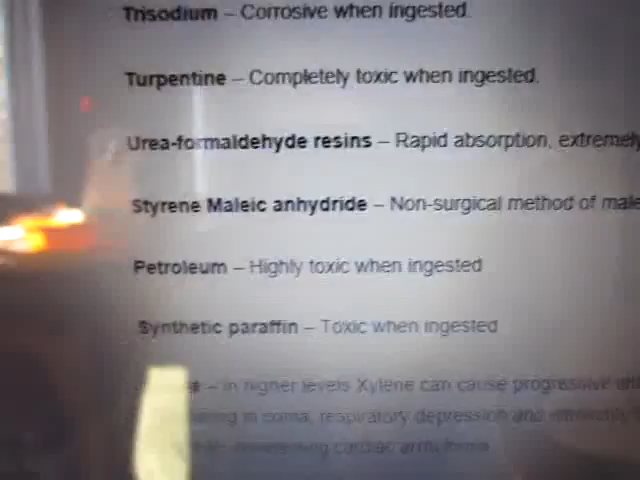 Trisodium – Corrosive when ingested.
Turpentine – Completely toxic when ingested.
Urea-formaldehyde resins – Rapid absorption, extremely
Styrene Maleic anhydride – Non-surgical method of male
Petroleum – Highly toxic when ingested
Synthetic paraffin – Toxic when ingested
– in higher levels Xylene can cause progressive
in coma, respiratory depression and
cardiac